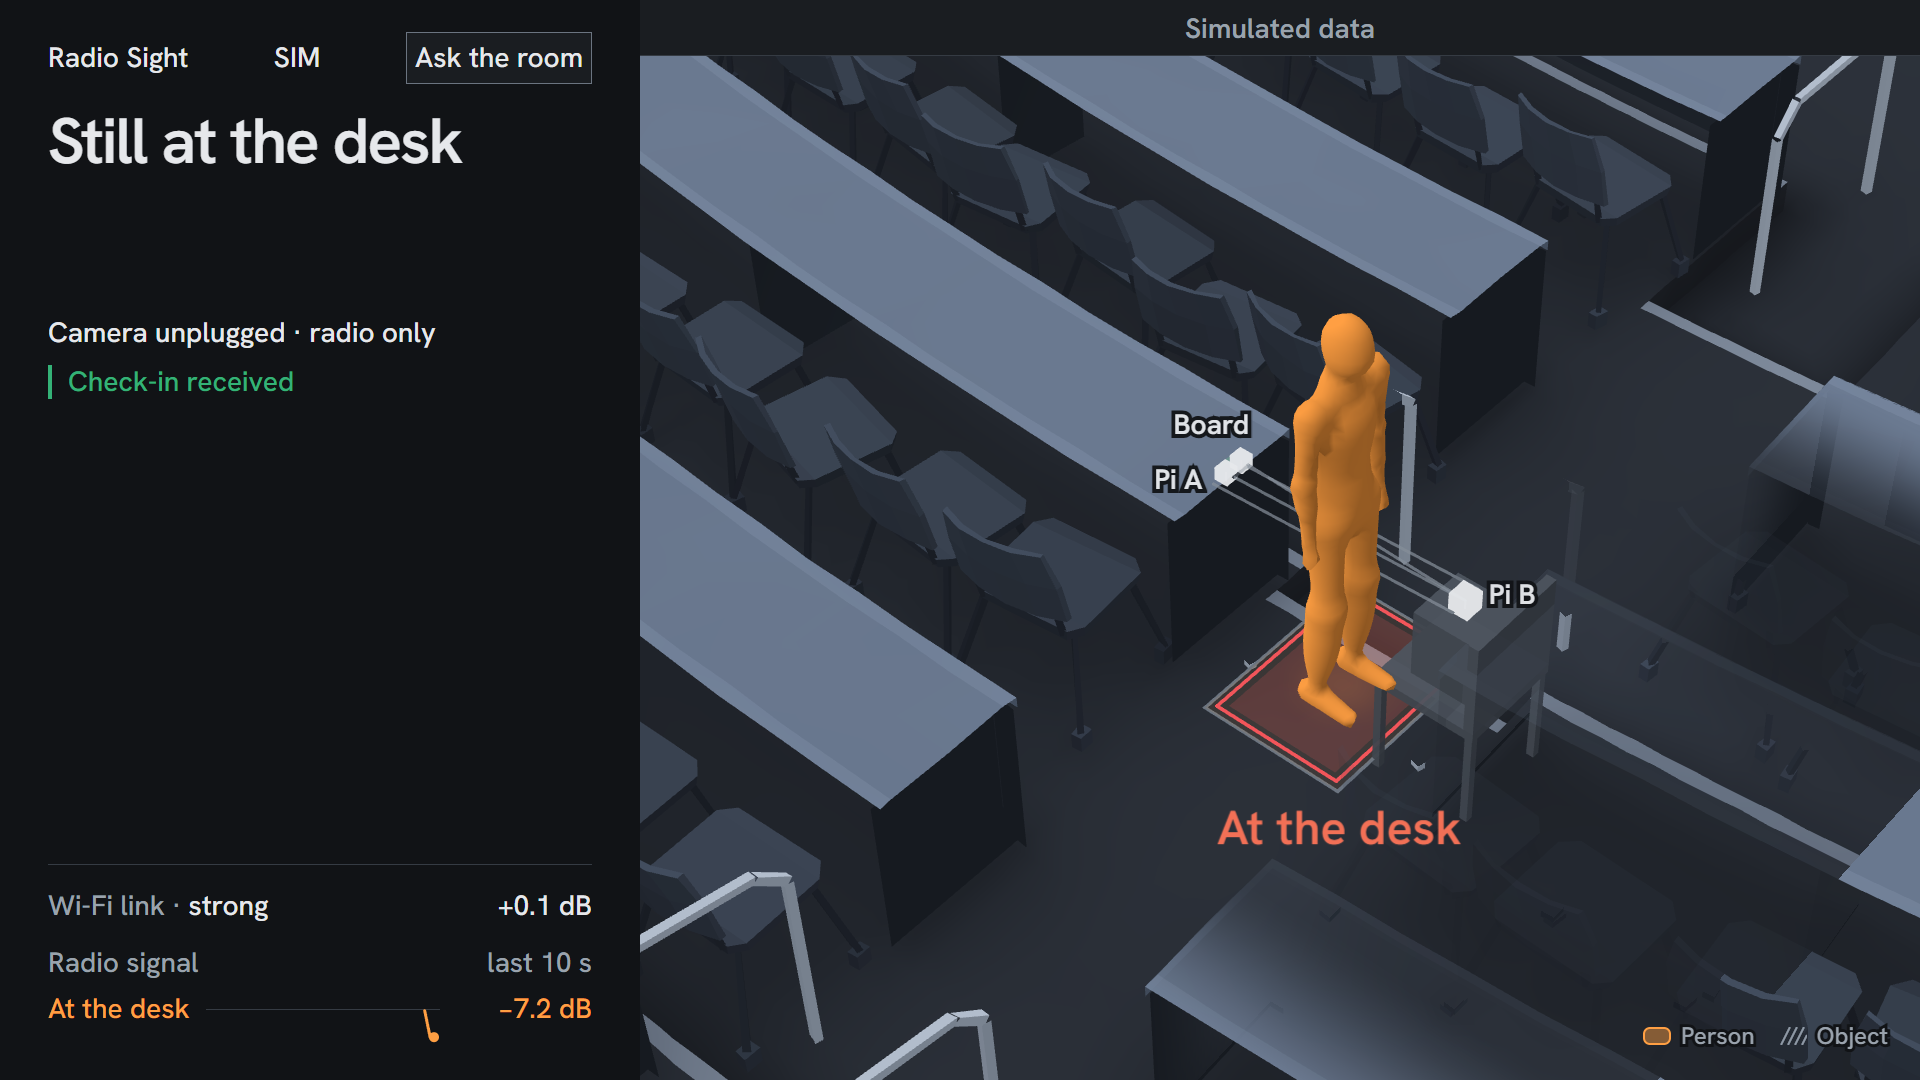 Radio Sight
SIM
Ask the room
Still at the desk
Camera unplugged · radio only
Check-in received
Wi-Fi link · strong
+0.1 dB
Radio signal
last 10 s
At the desk
−7.2 dB
Simulated data
Board
Pi A
Pi B
At the desk
Person
Object